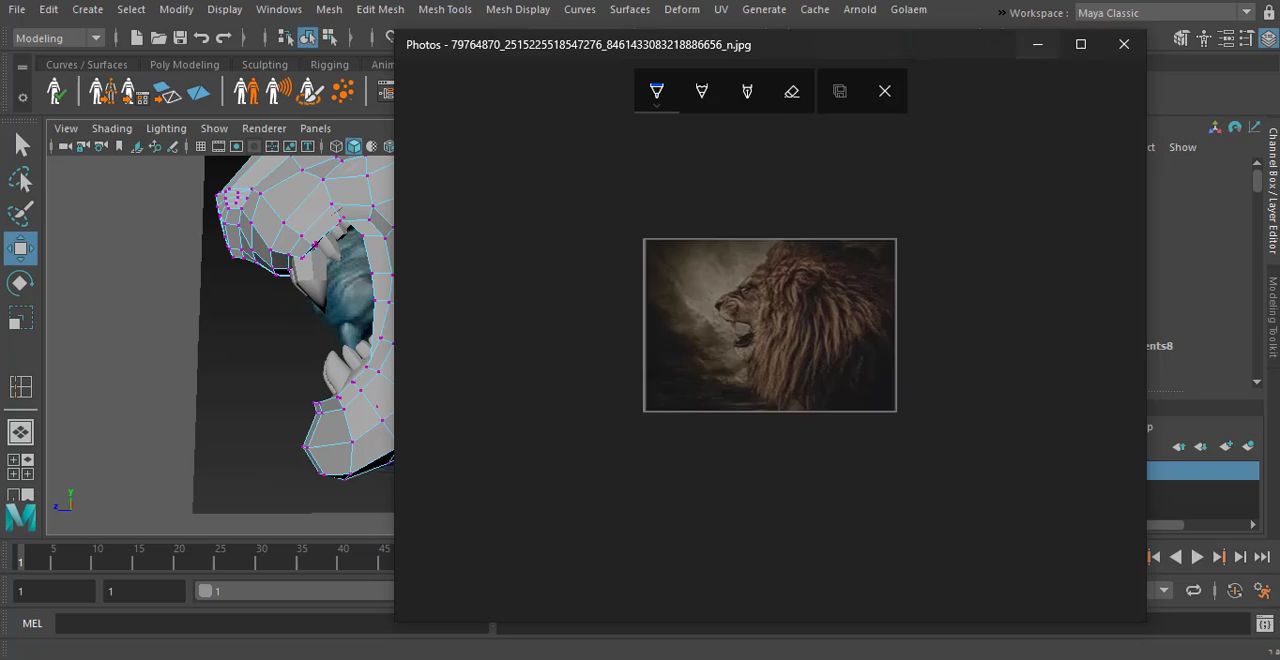 File Edit Create Select Modify Display Windows Mesh Edit Mesh Mesh Tools Mesh Display Curves Surfaces Deform UV Generate Cache Arnold Golaem » Workspace : Maya Classic
Modeling
Photos - 79764870_2515225518547276_8461433083218886656_n.jpg
Curves / Surfaces Poly Modeling Sculpting Rigging
View Shading Lighting Show Renderer Panels
Show
Channel Box / Layer Editor
Modeling Toolkit
ents8
y
z
5 10 15 20 25 30 35 40 45
1
1 1 1
MEL